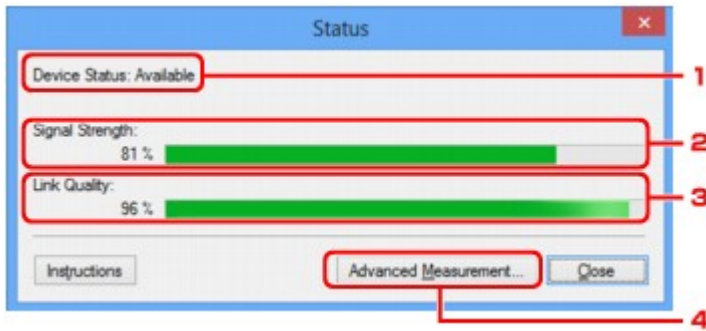 Status
Device Status: Available
1
Signal Strength:
81 %
2
Link Quality:
96 %
3
Instructions
Advanced Measurement...
Close
4